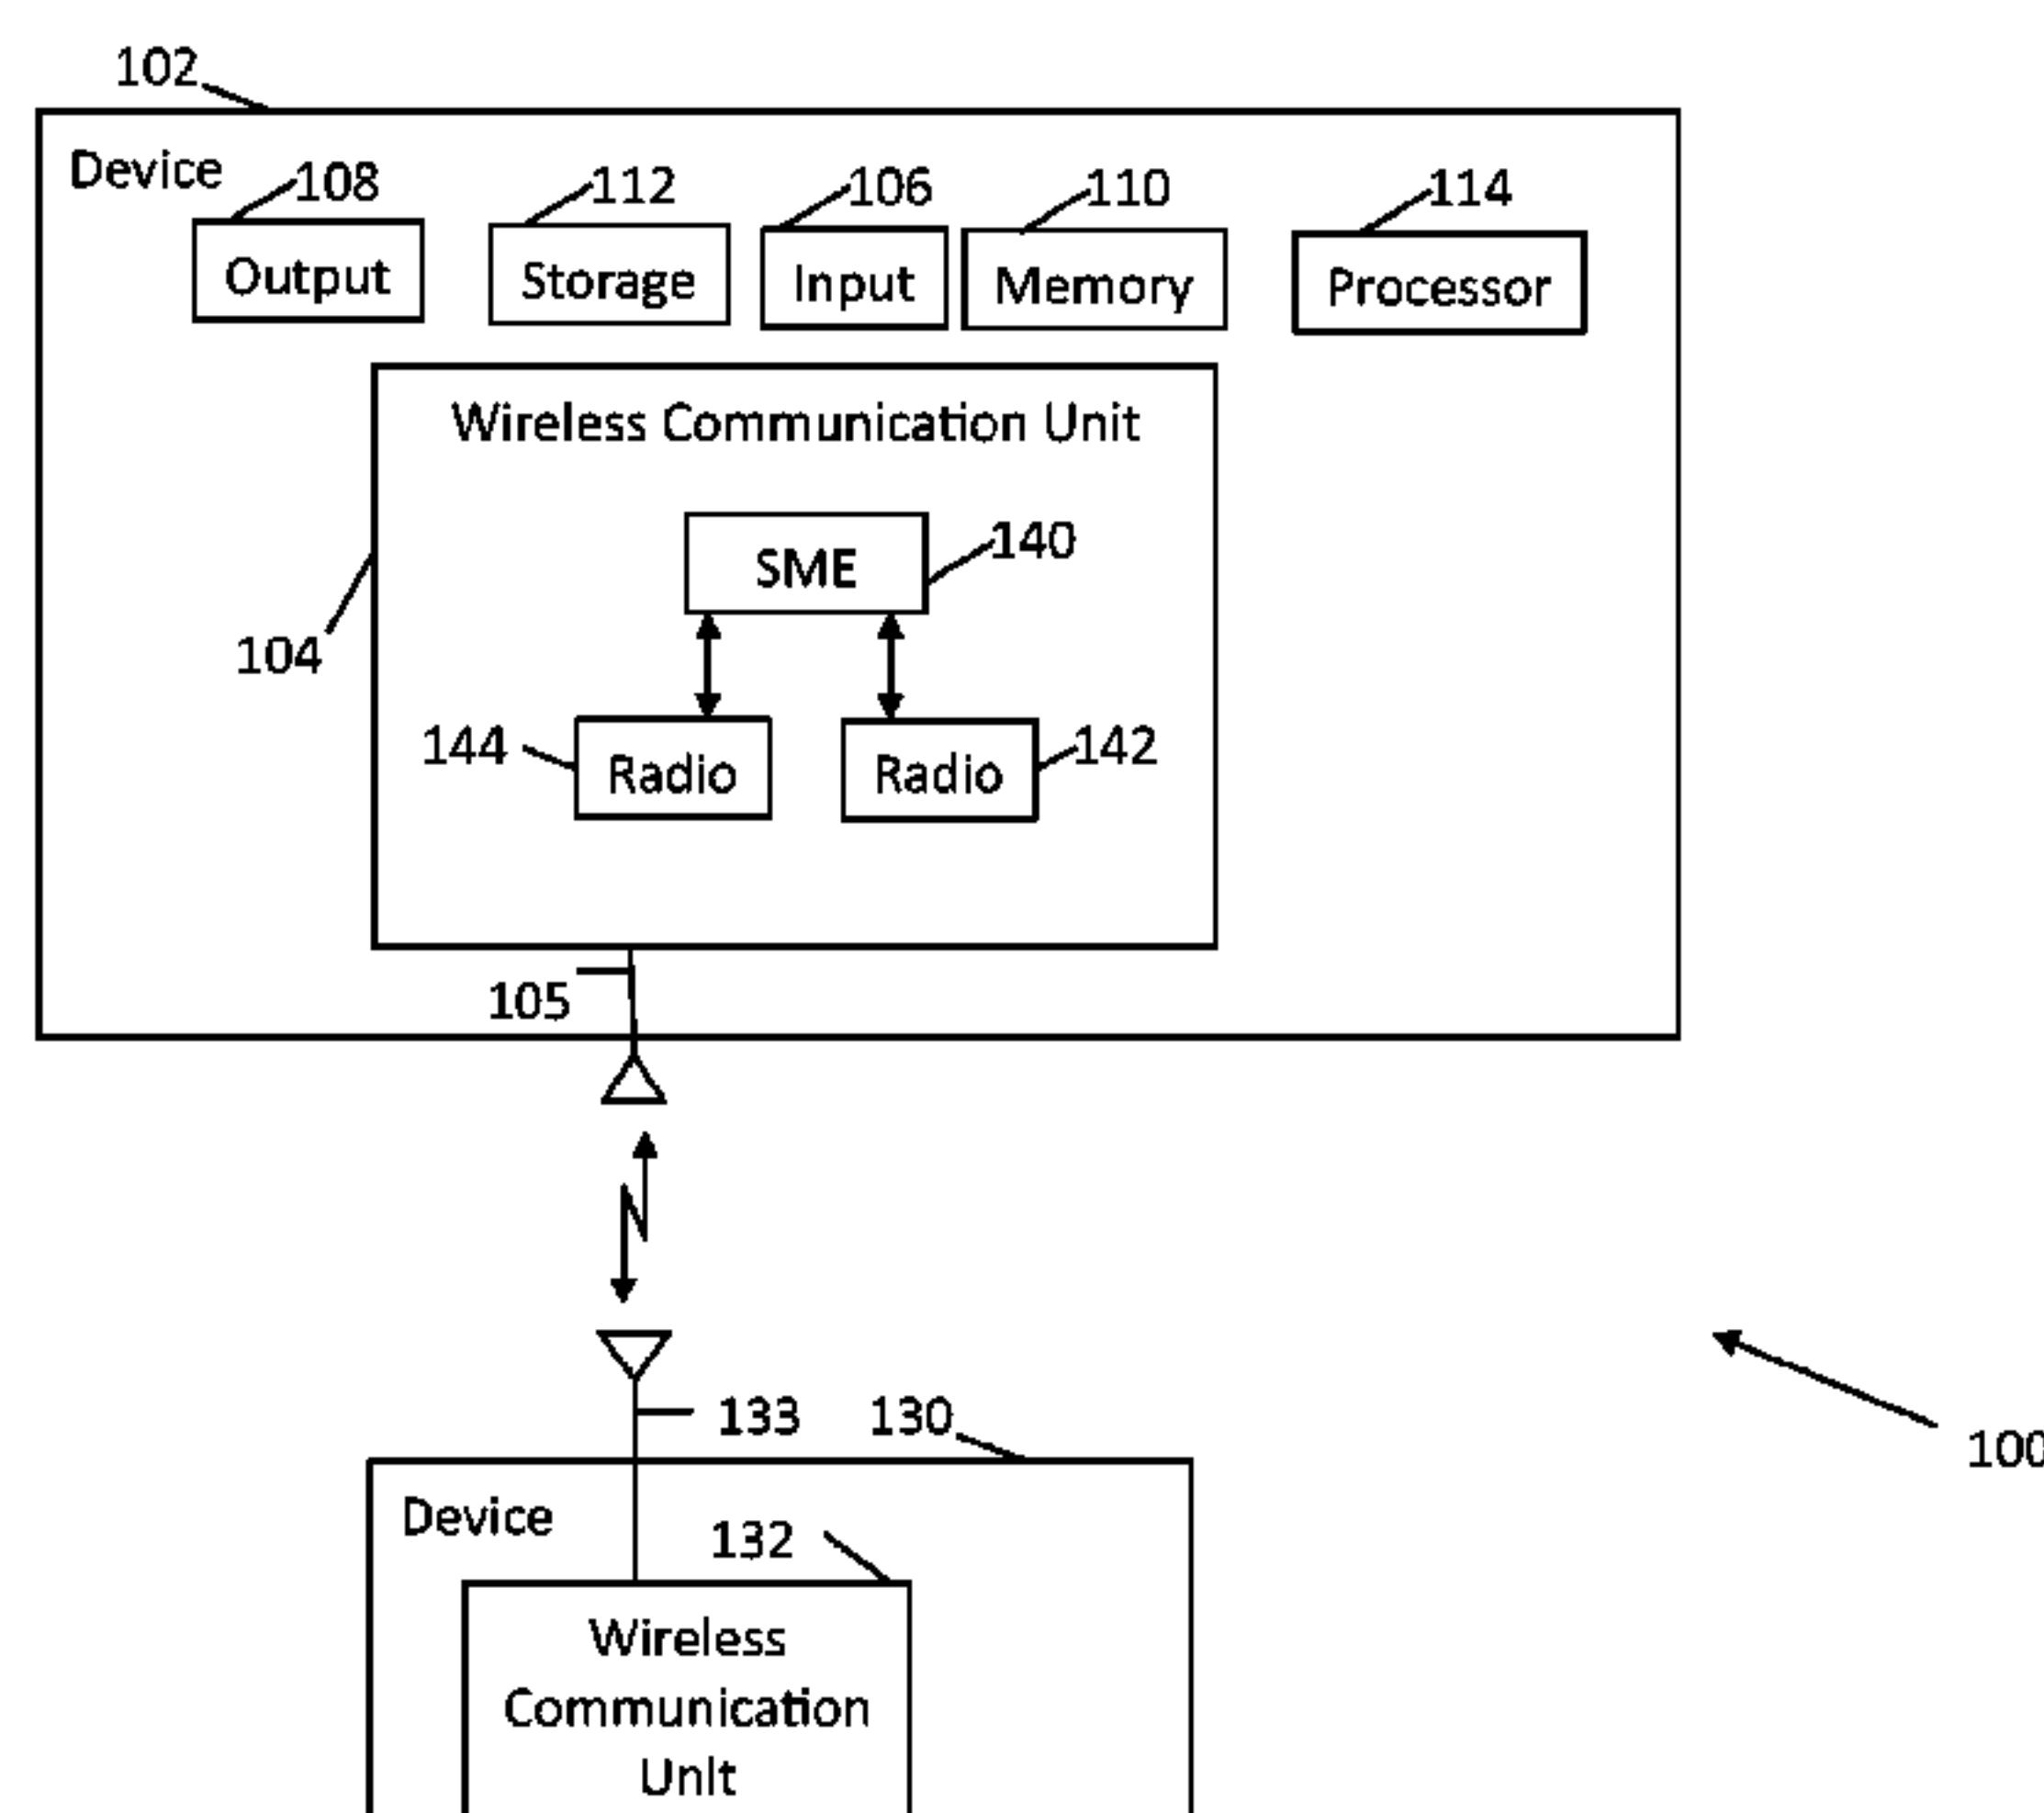 102
Device
108
112
106
110
114
Output
Storage
Input
Memory
Processor
Wireless Communication Unit
SME
140
104
144
Radio
Radio
142
105
133
130
100
Device
132
Wireless
Communication
Unit